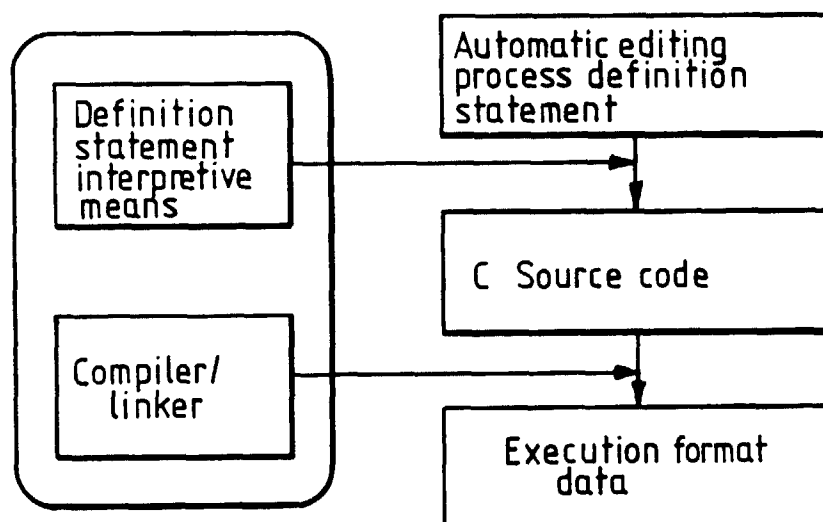 Automatic editing
process definition
statement
Definition
statement
interpretive
means
C Source code
Compiler/
linker
Execution format
data